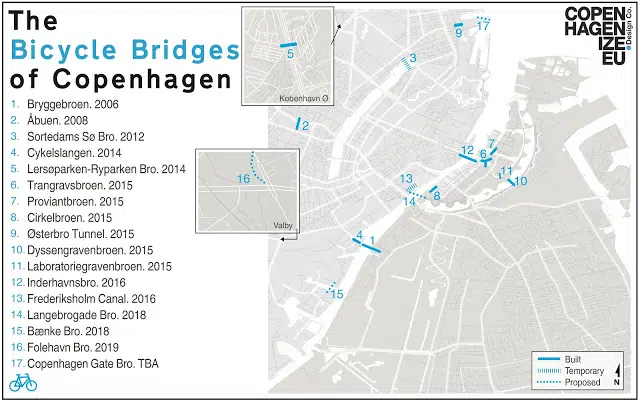 The
Bicycle Bridges
of Copenhagen
1. Bryggebroen. 2006
2. Åbuen. 2008
3. Sortedams Sø Bro. 2012
4. Cykelslangen. 2014
5. Lersøparken-Ryparken Bro. 2014
6. Trangravsbroen. 2015
7. Proviantbroen. 2015
8. Cirkelbroen. 2015
9. Østerbro Tunnel. 2015
10. Dyssengravenbroen. 2015
11. Laboratoriegravenbroen. 2015
12. Inderhavnsbro. 2016
13. Frederiksholm Canal. 2016
14. Langebrogade Bro. 2018
15. Bænke Bro. 2018
16. Folehavn Bro. 2019
17. Copenhagen Gate Bro. TBA
5
København Ø
16
Valby
COPEN
HAGEN
IZE
EU
Design Co.
9
17
3
2
7
12
6
11
10
13
8
14
4
1
15
Built
Temporary
Proposed
N